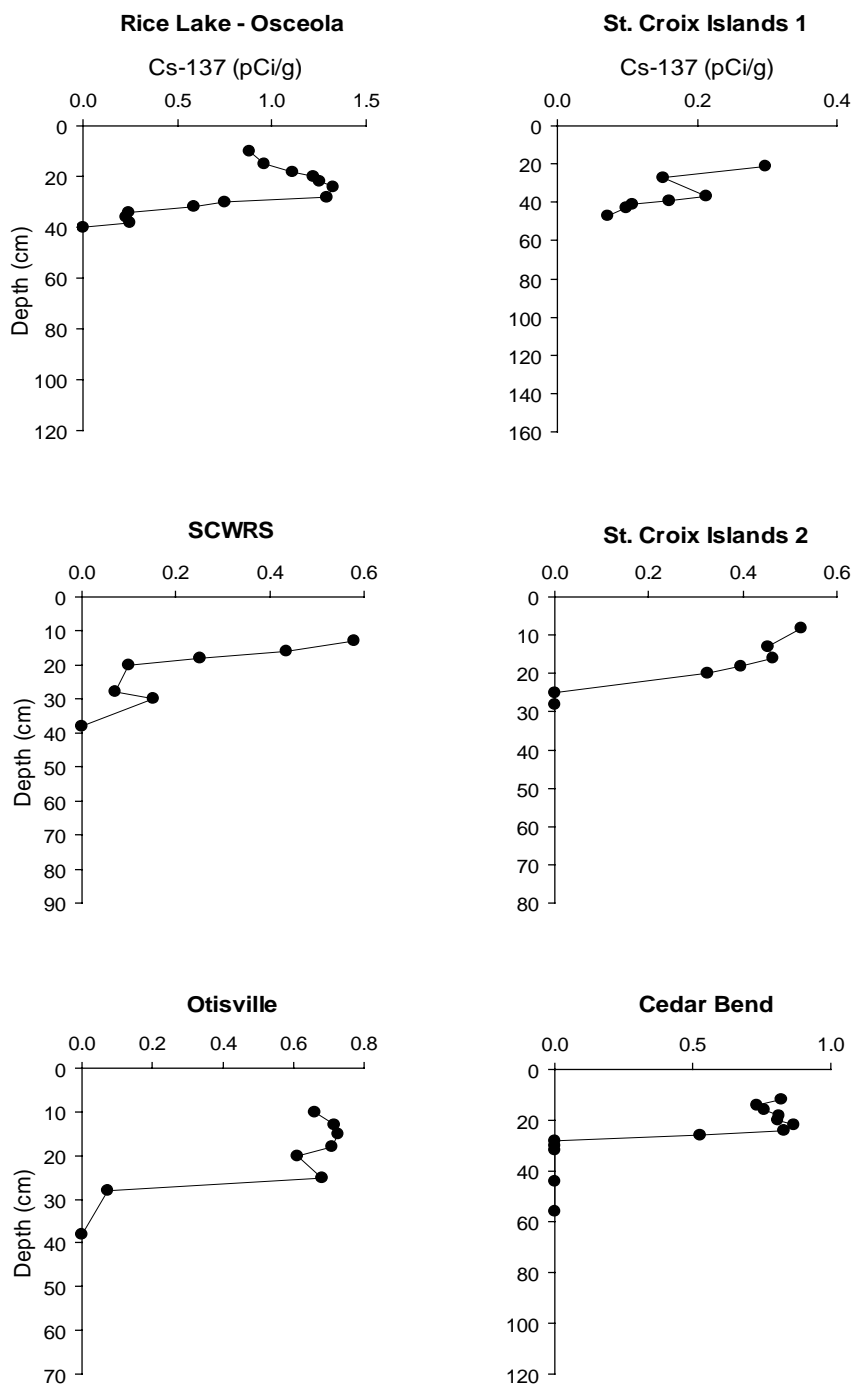 Rice Lake - Osceola
Cs-137 (pCi/g)
0.0 0.5 1.0 1.5
0
20
40
60
80
100
120
Depth (cm)
St. Croix Islands 1
Cs-137 (pCi/g)
0.0 0.2 0.4
0
20
40
60
80
100
120
140
160
SCWRS
0.0 0.2 0.4 0.6
0
10
20
30
40
50
60
70
80
90
Depth (cm)
St. Croix Islands 2
0.0 0.2 0.4 0.6
0
10
20
30
40
50
60
70
80
Otisville
0.0 0.2 0.4 0.6 0.8
0
10
20
30
40
50
60
70
Depth (cm)
Cedar Bend
0.0 0.5 1.0
0
20
40
60
80
100
120